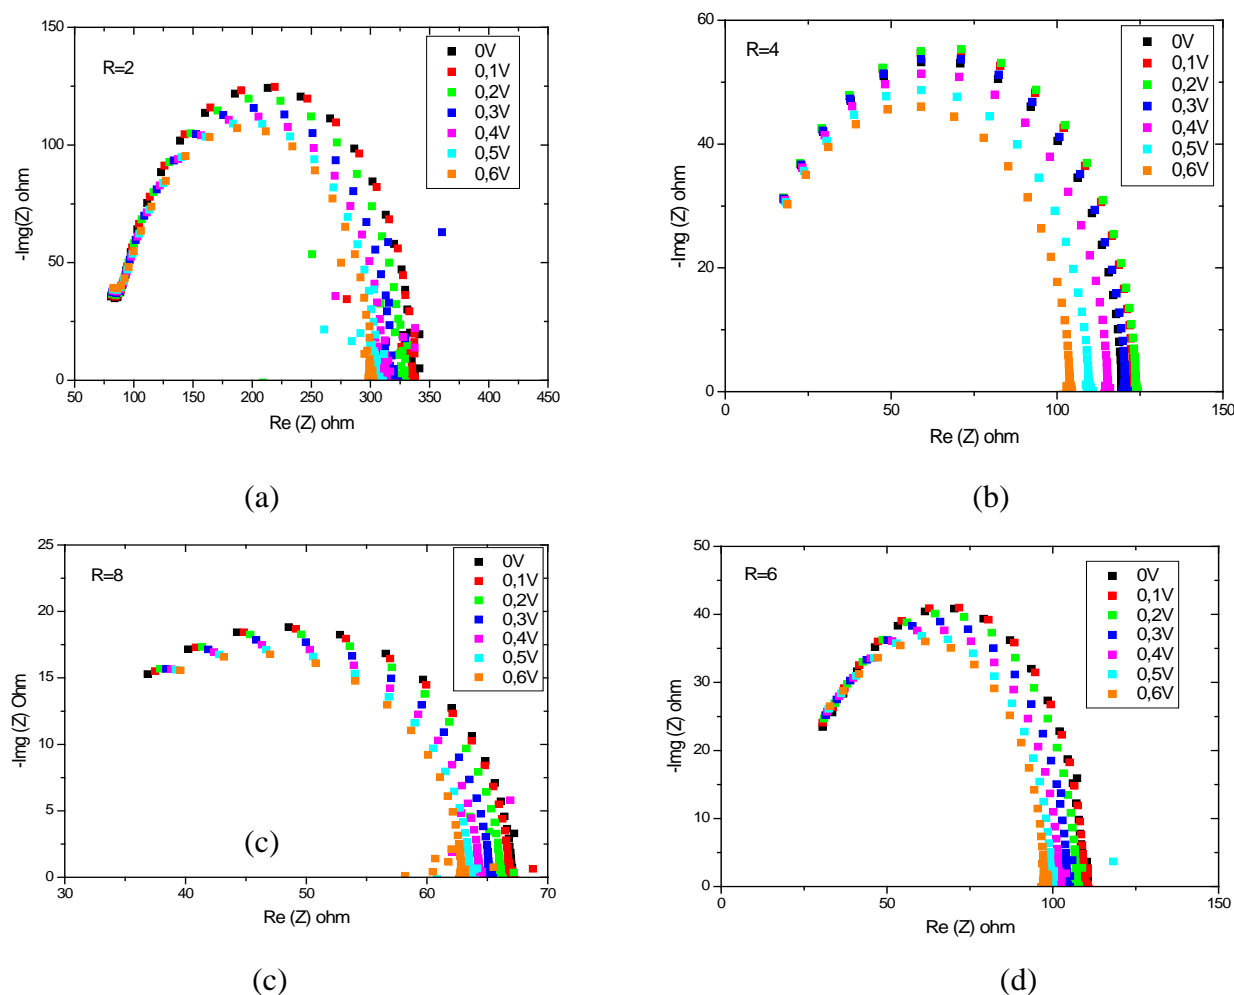 150
100
50
0
-Img(Z) ohm
R=2
0V
0,1V
0,2V
0,3V
0,4V
0,5V
0,6V
50 100 150 200 250 300 350 400 450
Re (Z) ohm
(a)
60
40
20
0
-Img (Z) ohm
R=4
0V
0,1V
0,2V
0,3V
0,4V
0,5V
0,6V
0 50 100 150
Re (Z) ohm
(b)
25
20
15
10
5
0
-Img (Z) Ohm
R=8
0V
0,1V
0,2V
0,3V
0,4V
0,5V
0,6V
(c)
30 40 50 60 70
Re (Z) ohm
(c)
50
40
30
20
10
0
-Img (Z) ohm
R=6
0V
0,1V
0,2V
0,3V
0,4V
0,5V
0,6V
0 50 100 150
Re (Z) ohm
(d)